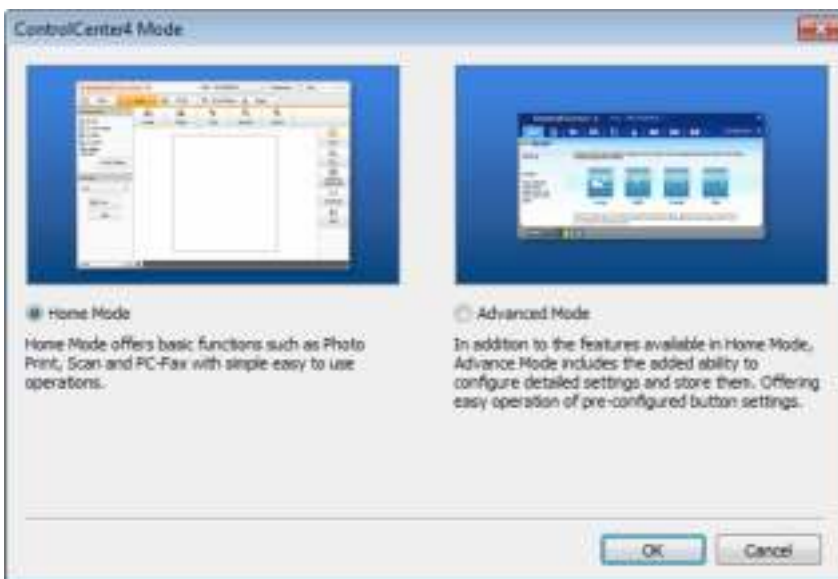 ControlCenter4 Mode
Home Mode
Home Mode offers basic functions such as Photo
Print, Scan and PC-Fax with simple easy to use
operations.
Advanced Mode
In addition to the features available in Home Mode,
Advance Mode includes the added ability to
configure detailed settings and store them. Offering
easy operation of pre-configured button settings.
OK
Cancel